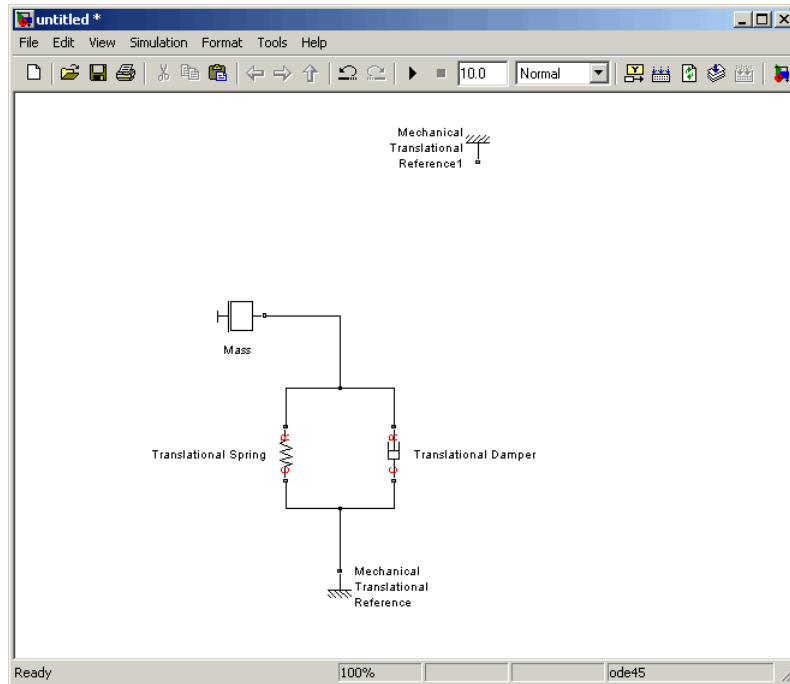 untitled *
File Edit View Simulation Format Tools Help
10.0 Normal
Mechanical
Translational
Reference1
Mass
R R
Translational Spring Translational Damper
C C
Mechanical
Translational
Reference
Ready 100% ode45